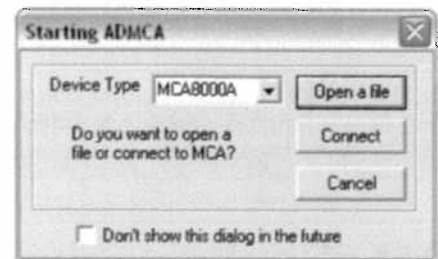 Starting ADMCA
Device Type MCA8000A Open a file
Do you want to open a
file or connect to MCA?
Connect
Cancel
Don't show this dialog in the future